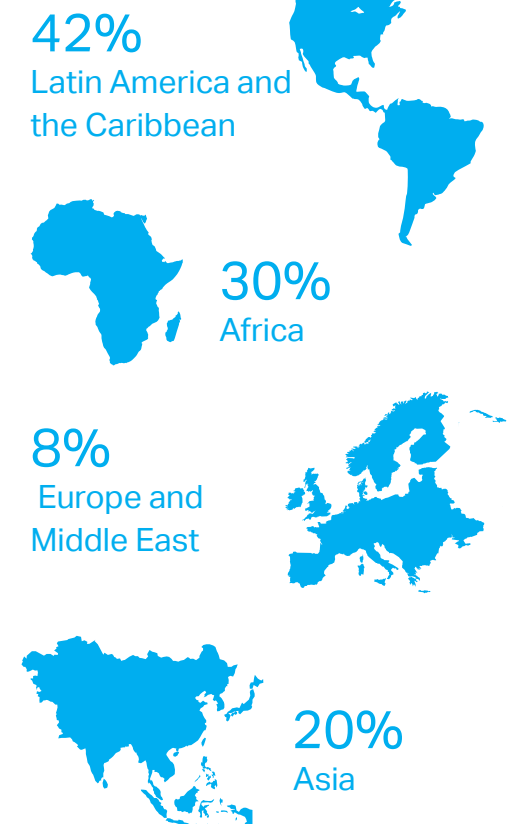 42%
Latin America and
the Caribbean
30%
Africa
8%
Europe and
Middle East
20%
Asia